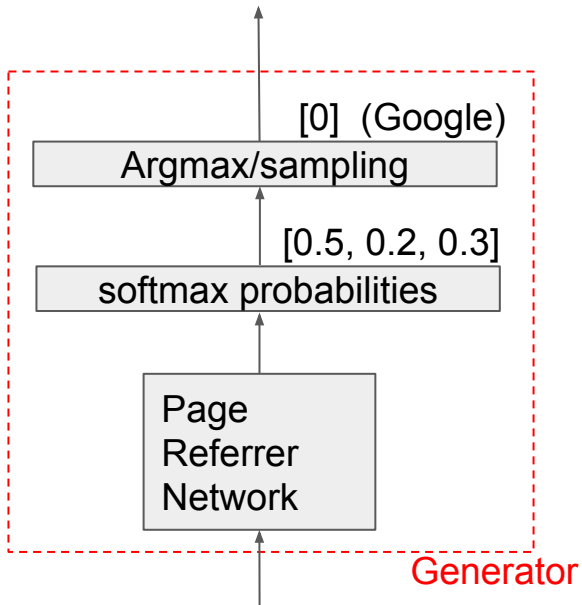 [0] (Google)
Argmax/sampling
[0.5, 0.2, 0.3]
softmax probabilities
Page
Referrer
Network
Generator